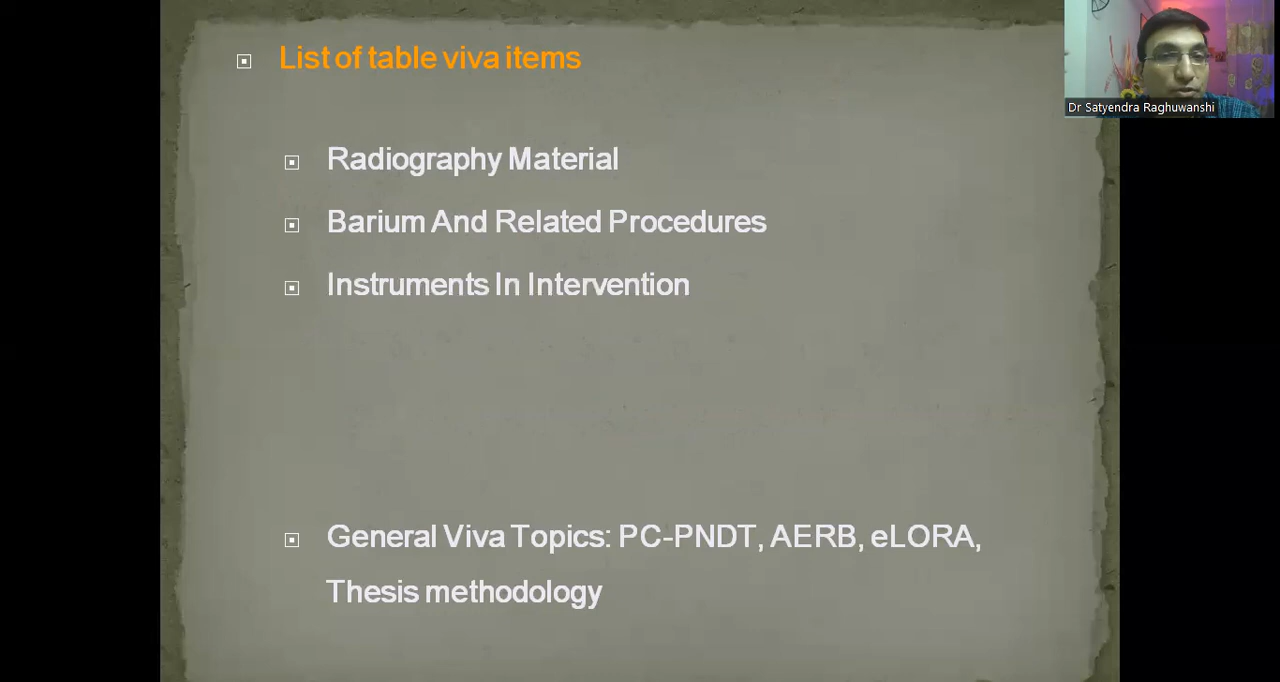 List of table viva items
Dr Satyendra Raghuwanshi
Radiography Material
Barium And Related Procedures
Instruments In Intervention
General Viva Topics: PC-PNDT, AERB, eLORA,
Thesis methodology